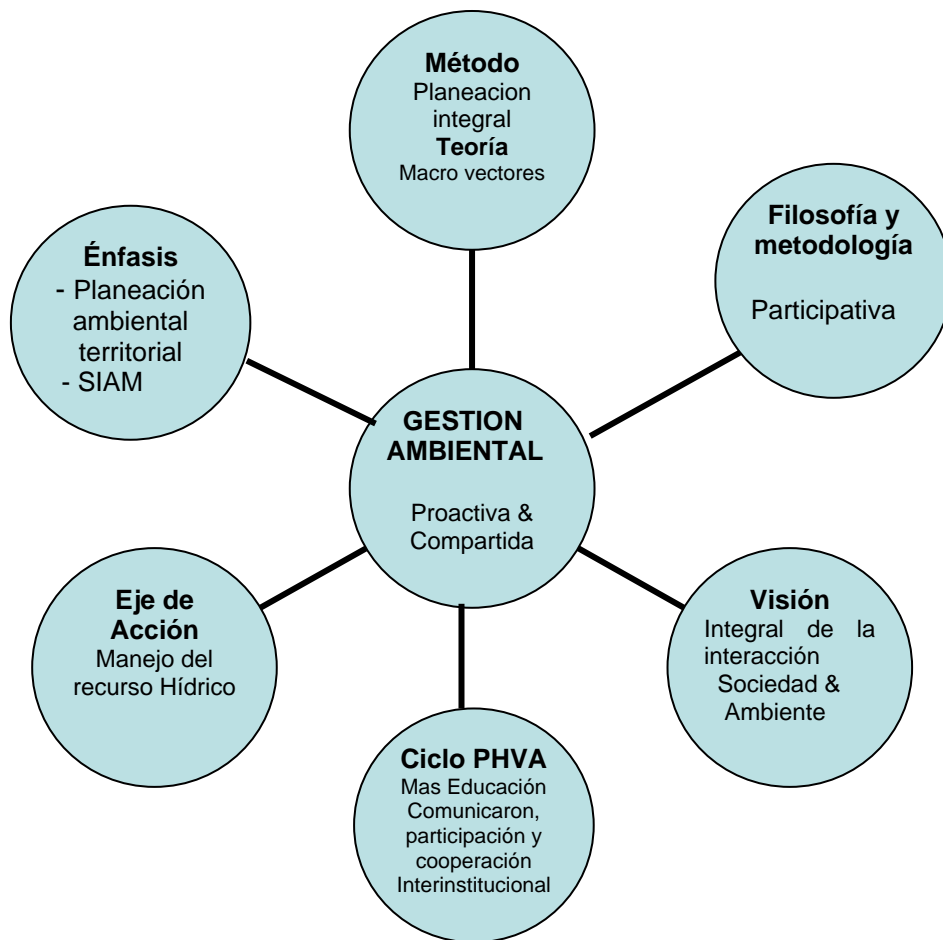 Método
Planeacion
integral
Teoría
Macro vectores
Filosofía y
metodología
Participativa
Énfasis
- Planeación
ambiental
territorial
- SIAM
GESTION
AMBIENTAL
Proactiva &
Compartida
Eje de
Acción
Manejo del
recurso Hídrico
Visión
Integral de la
interacción
Sociedad &
Ambiente
Ciclo PHVA
Mas Educación
Comunicaron,
participación y
cooperación
Interinstitucional